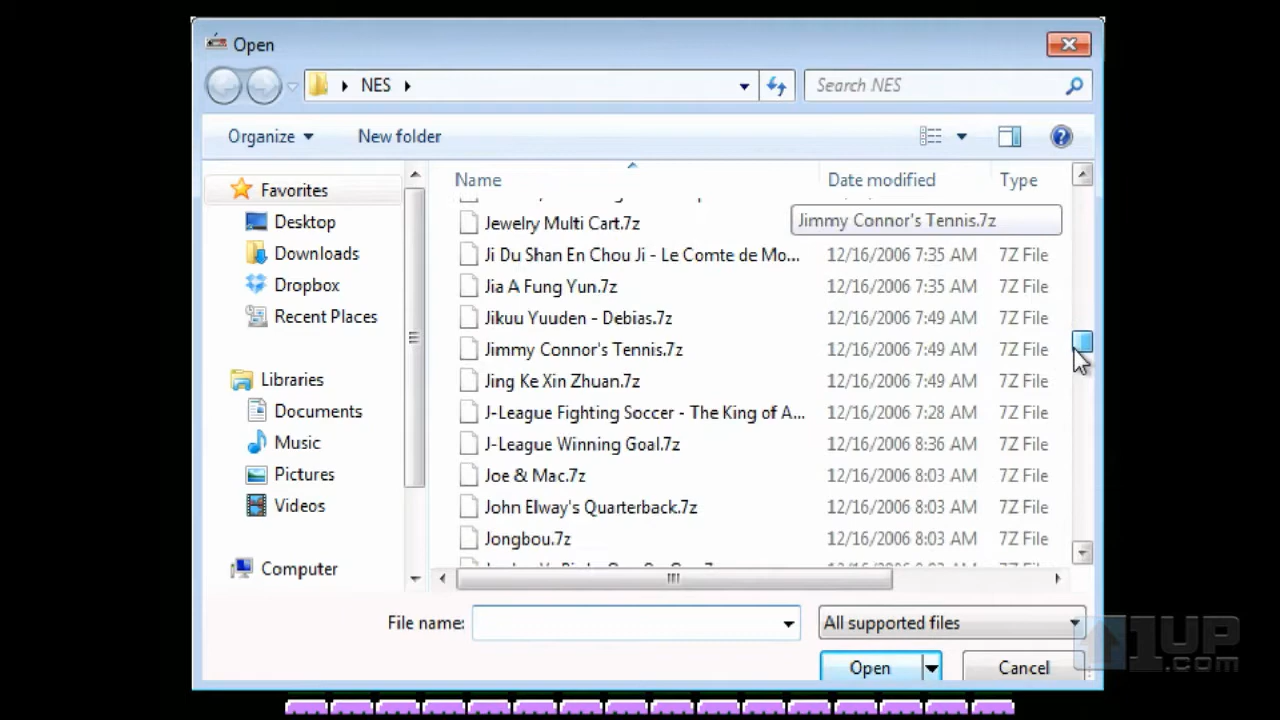 Open
NES
Search NES
Organize
New folder
Favorites
Desktop
Downloads
Dropbox
Recent Places
Libraries
Documents
Music
Pictures
Videos
Computer
Name Date modified Type
Jewelry Multi Cart.7z
Jimmy Connor's Tennis.7z
Ji Du Shan En Chou Ji - Le Comte de Mo... 12/16/2006 7:35 AM 7Z File
Jia A Fung Yun.7z 12/16/2006 7:35 AM 7Z File
Jikuu Yuuden - Debias.7z 12/16/2006 7:49 AM 7Z File
Jimmy Connor's Tennis.7z 12/16/2006 7:49 AM 7Z File
Jing Ke Xin Zhuan.7z 12/16/2006 7:49 AM 7Z File
J-League Fighting Soccer - The King of A... 12/16/2006 7:28 AM 7Z File
J-League Winning Goal.7z 12/16/2006 8:36 AM 7Z File
Joe & Mac.7z 12/16/2006 8:03 AM 7Z File
John Elway's Quarterback.7z 12/16/2006 8:03 AM 7Z File
Jongbou.7z 12/16/2006 8:03 AM 7Z File
File name:
All supported files
Open
Cancel
1UP
.com